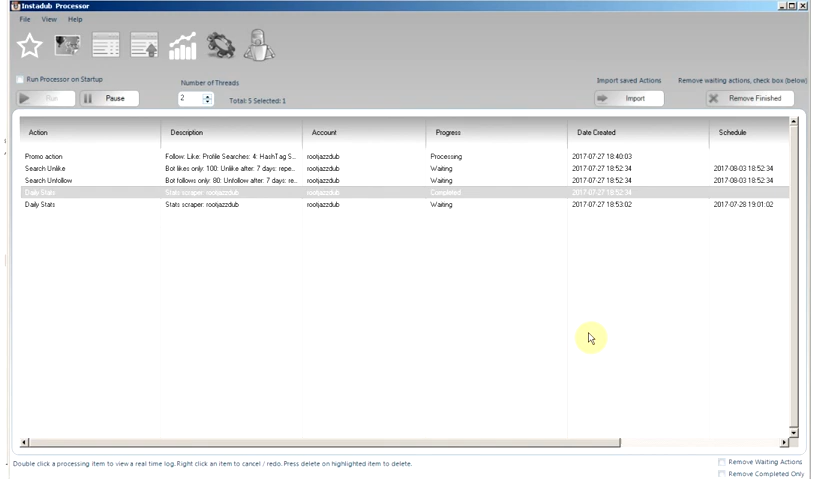 Instadub Processor
File View Help
Run Processor on Startup
Number of Threads
Import saved Actions Remove waiting actions, check box (below)
Run Pause 2 Total: 5 Selected: 1 Import Remove Finished
Action Description Account Progress Date Created Schedule
Promo action Follow: Like: Profile Searches: 4: HashTag S... rootjazzdub Processing 2017-07-27 18:40:03
Search Unlike Bot likes only: 100: Unlike after: 7 days: repe... rootjazzdub Waiting 2017-07-27 18:52:34 2017-08-03 18:52:34
Search Unfollow Bot follows only: 80: Unfollow after: 7 days: re... rootjazzdub Waiting 2017-07-27 18:52:34 2017-08-03 18:52:34
Daily Stats Stats scraper: rootjazzdub rootjazzdub Completed 2017-07-27 18:52:34
Daily Stats Stats scraper: rootjazzdub rootjazzdub Waiting 2017-07-27 18:53:02 2017-07-28 19:01:02
Double click a processing item to view a real time log. Right click an item to cancel / redo. Press delete on highlighted item to delete.
Remove Waiting Actions
Remove Completed Only